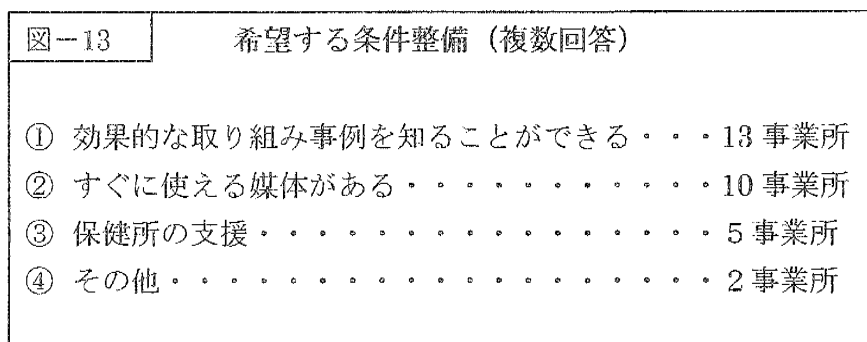 図－13 希望する条件整備（複数回答）
① 効果的な取り組み事例を知ることができる・・・13事業所
② すぐに使える媒体がある・・・・・・・・・・・・10事業所
③ 保健所の支援・・・・・・・・・・・・・・・・・5事業所
④ その他・・・・・・・・・・・・・・・・・・・・2事業所